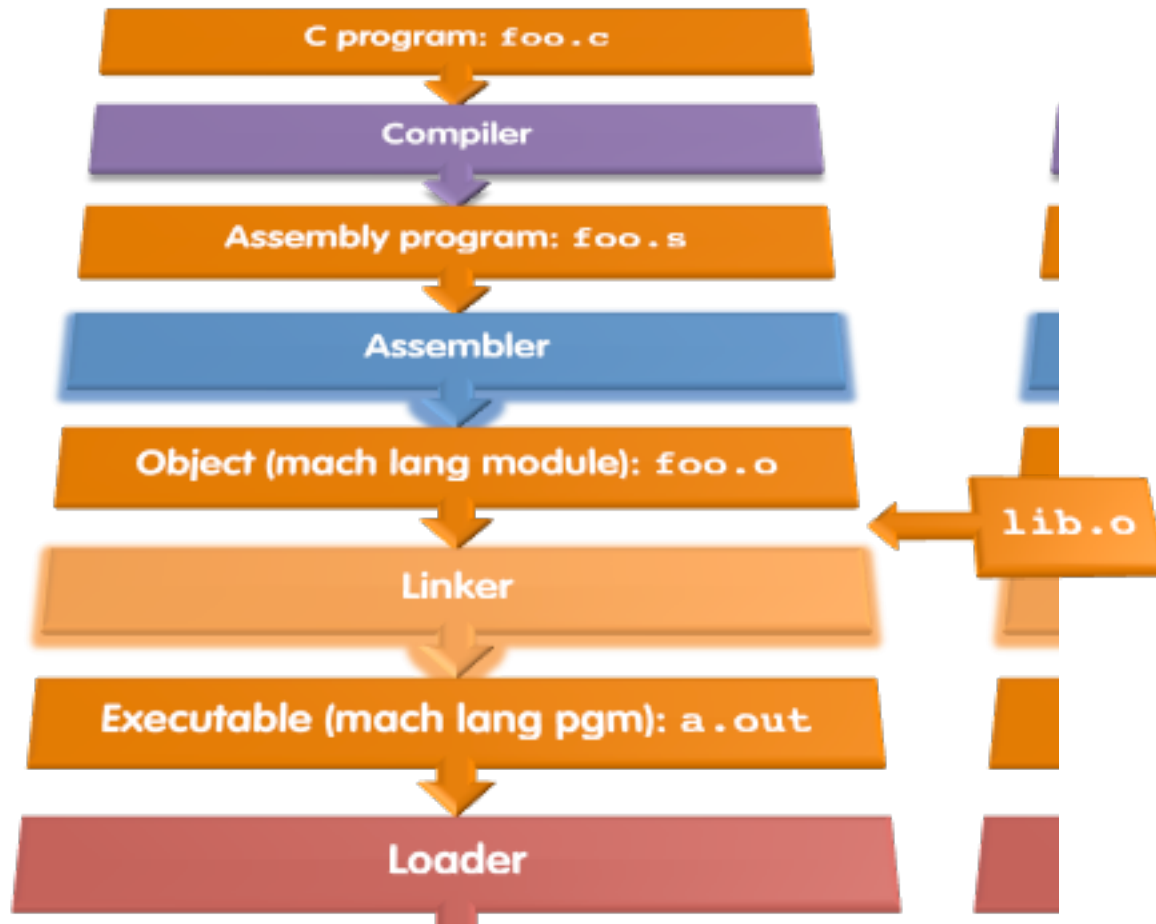 C program: foo.c
Compiler
Assembly program: foo.s
Assembler
Object (mach lang module): foo.o
lib.o
Linker
Executable (mach lang pgm): a.out
Loader